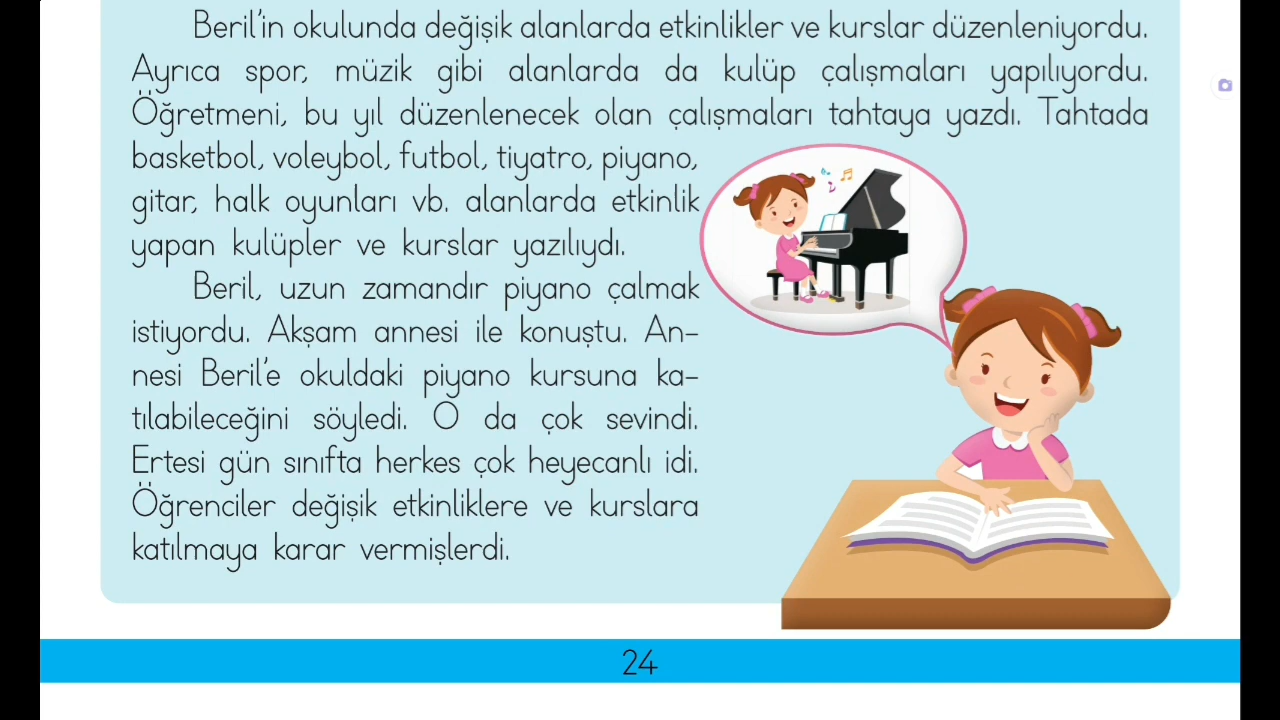 Beril'in okulunda değişik alanlarda etkinlikler ve kurslar düzenleniyordu.
Ayrıca spor, müzik gibi alanlarda da kulüp çalışmaları yapılıyordu.
Öğretmeni, bu yıl düzenlenecek olan çalışmaları tahtaya yazdı. Tahtada
basketbol, voleybol, futbol, tiyatro, piyano,
gitar, halk oyunları vb. alanlarda etkinlik
yapan kulüpler ve kurslar yazılıydı.
Beril, uzun zamandır piyano çalmak
istiyordu. Akşam annesi ile konuştu. An-
nesi Beril'e okuldaki piyano kursuna ka-
tılabileceğini söyledi. O da çok sevindi.
Ertesi gün sınıfta herkes çok heyecanlı idi.
Öğrenciler değişik etkinliklere ve kurslara
katılmaya karar vermişlerdi.
24